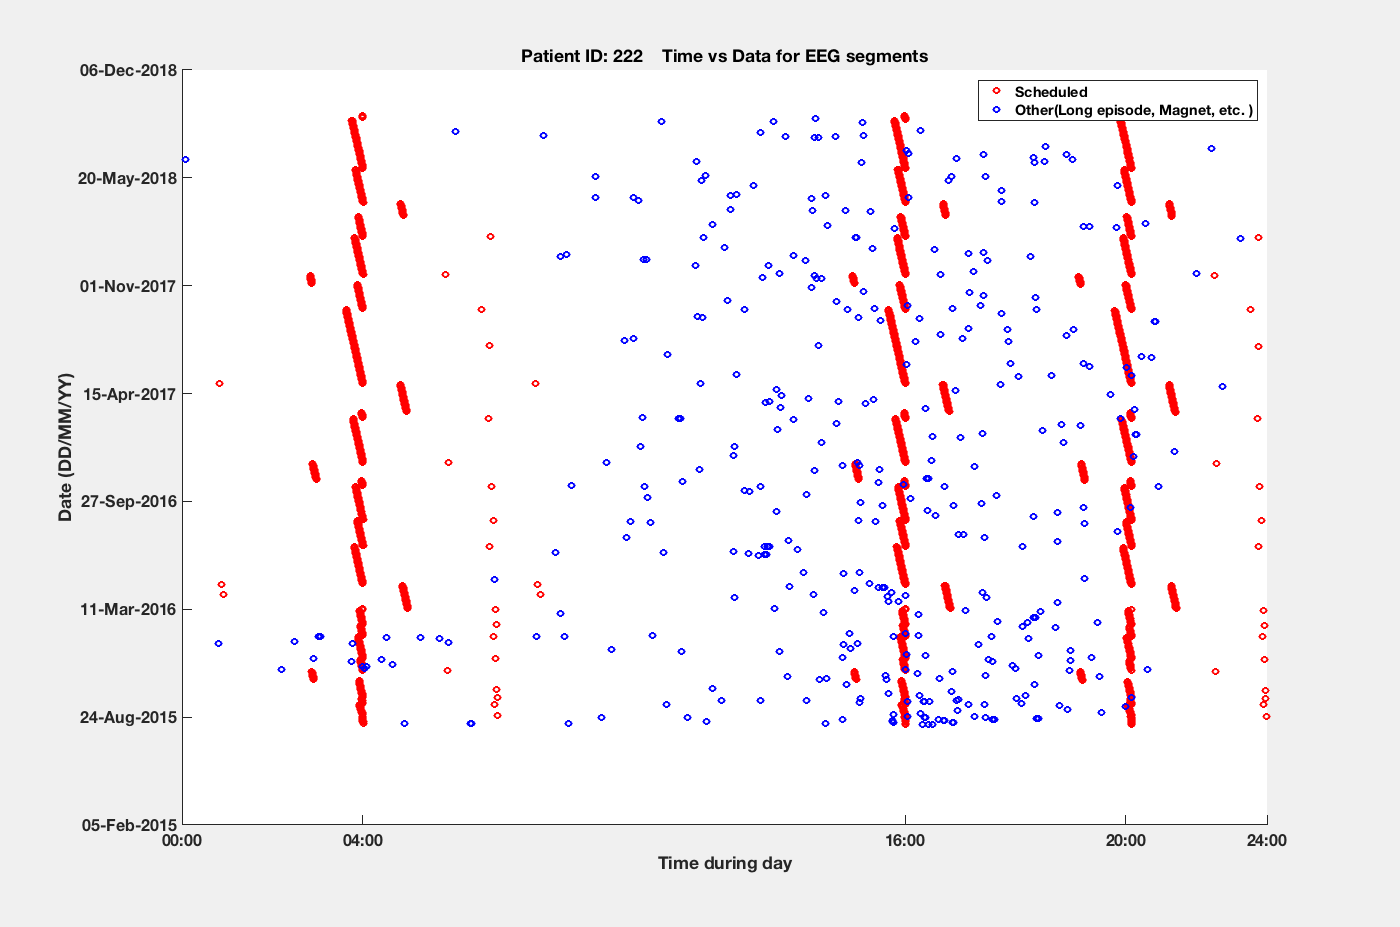 Patient ID: 222    Time vs Data for EEG segments
06-Dec-2018
Scheduled
Other(Long episode, Magnet, etc. )
20-May-2018
01-Nov-2017
15-Apr-2017
27-Sep-2016
11-Mar-2016
24-Aug-2015
05-Feb-2015
Date (DD/MM/YY)
00:00 04:00 16:00 20:00 24:00
Time during day